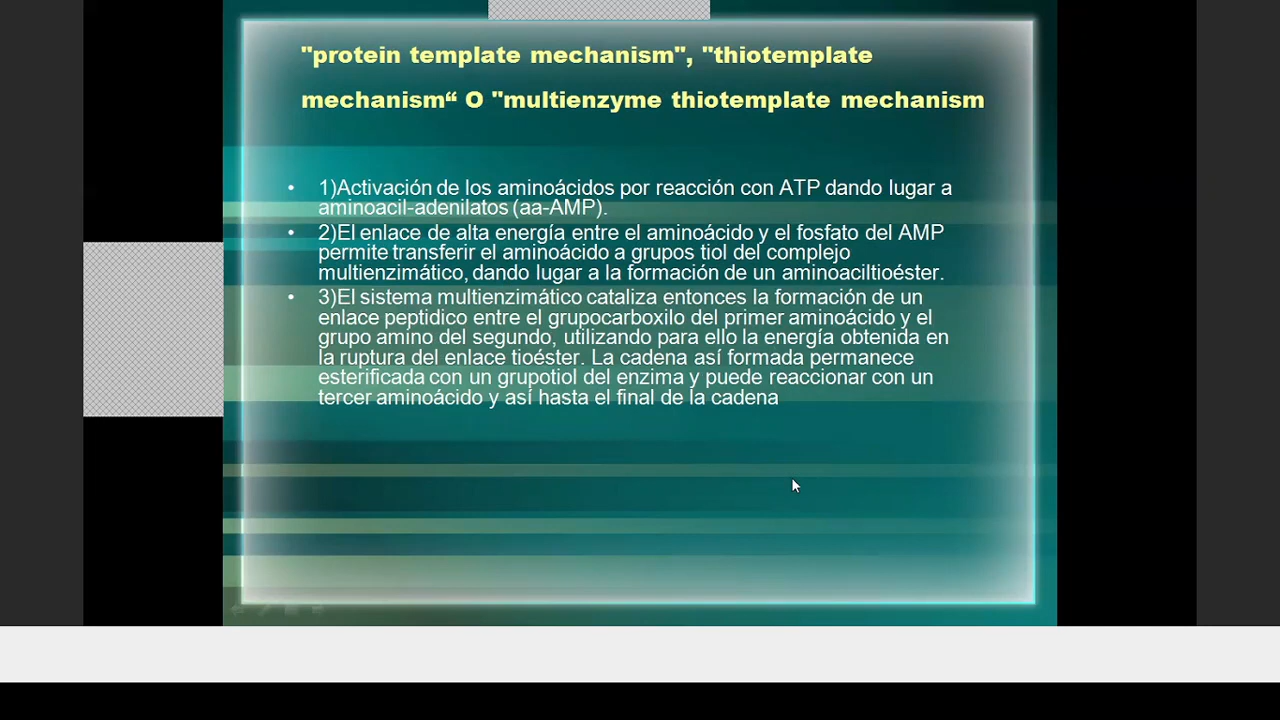 "protein template mechanism", "thiotemplate
mechanism“ O "multienzyme thiotemplate mechanism
• 1)Activación de los aminoácidos por reacción con ATP dando lugar a
aminoacil-adenilatos (aa-AMP).
• 2)El enlace de alta energía entre el aminoácido y el fosfato del AMP
permite transferir el aminoácido a grupos tiol del complejo
multienzimático, dando lugar a la formación de un aminoaciltioéster.
• 3)El sistema multienzimático cataliza entonces la formación de un
enlace peptidico entre el grupocarboxilo del primer aminoácido y el
grupo amino del segundo, utilizando para ello la energía obtenida en
la ruptura del enlace tioéster. La cadena así formada permanece
esterificada con un grupotiol del enzima y puede reaccionar con un
tercer aminoácido y así hasta el final de la cadena